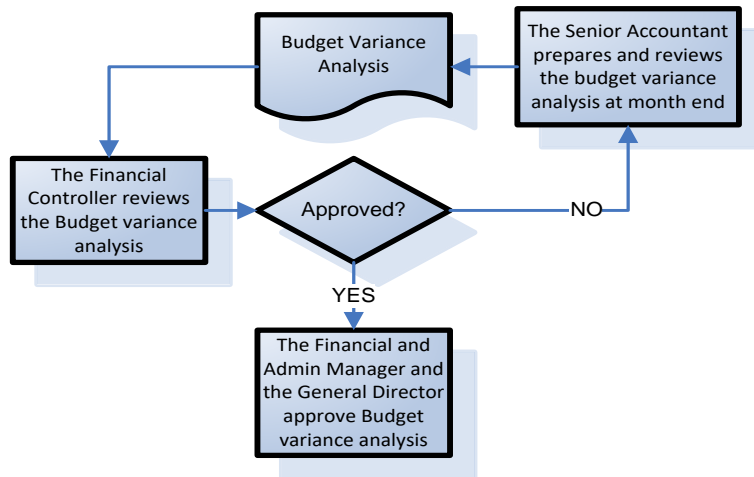 Budget Variance
Analysis
The Senior Accountant
prepares and reviews
the budget variance
analysis at month end
The Financial
Controller reviews
the Budget variance
analysis
Approved?
NO
YES
The Financial and
Admin Manager and
the General Director
approve Budget
variance analysis